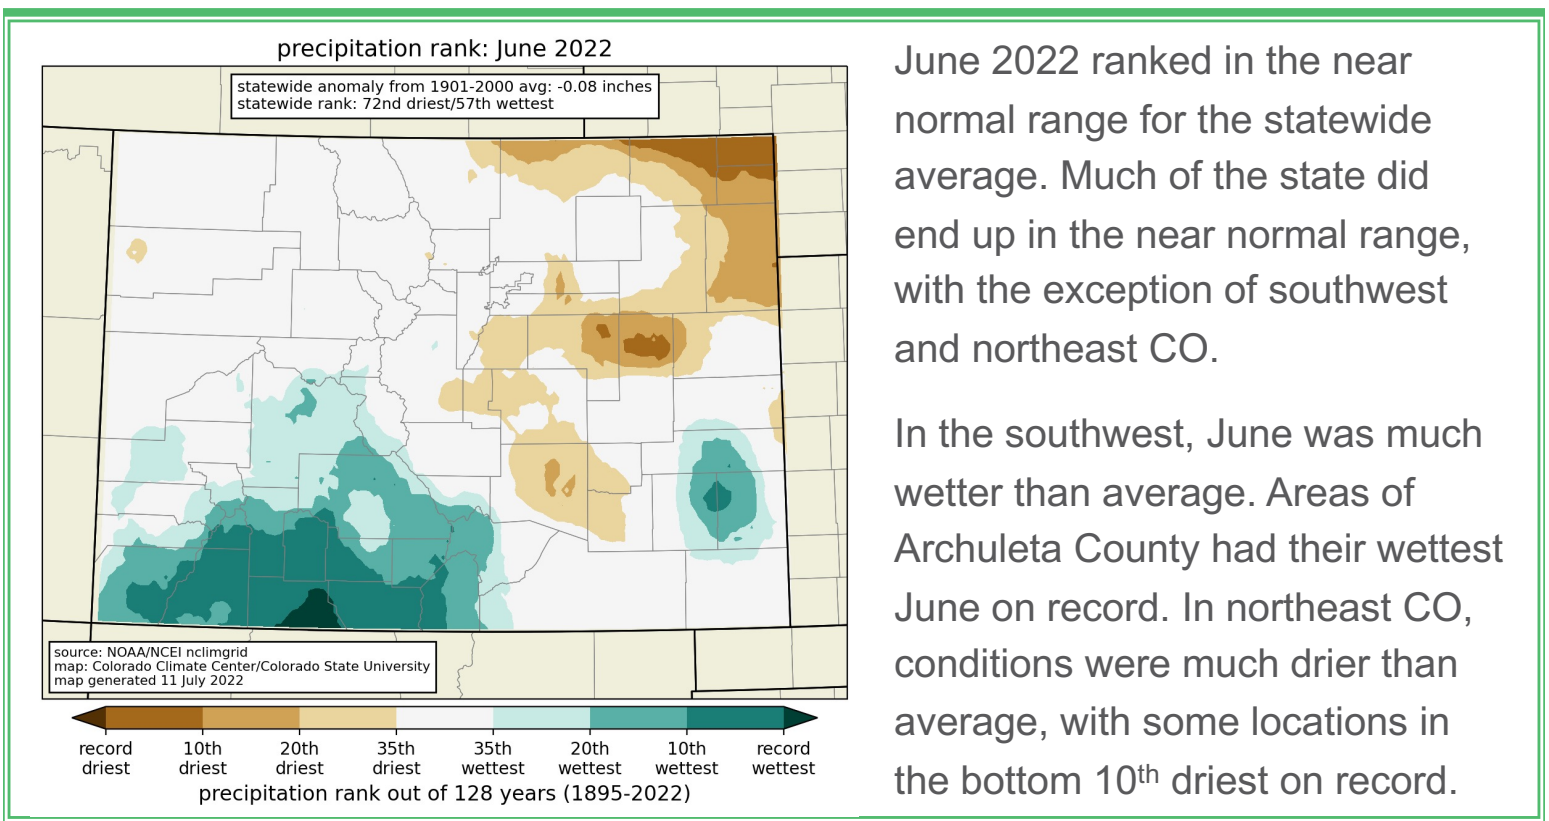 precipitation rank: June 2022
statewide anomaly from 1901-2000 avg: -0.08 inches
statewide rank: 72nd driest/57th wettest
source: NOAA/NCEI nclimgrid
map: Colorado Climate Center/Colorado State University
map generated 11 July 2022
record driest
10th driest
20th driest
35th driest
35th wettest
20th wettest
10th wettest
record wettest
precipitation rank out of 128 years (1895-2022)
June 2022 ranked in the near
normal range for the statewide
average. Much of the state did
end up in the near normal range,
with the exception of southwest
and northeast CO.
In the southwest, June was much
wetter than average. Areas of
Archuleta County had their wettest
June on record. In northeast CO,
conditions were much drier than
average, with some locations in
the bottom 10th driest on record.